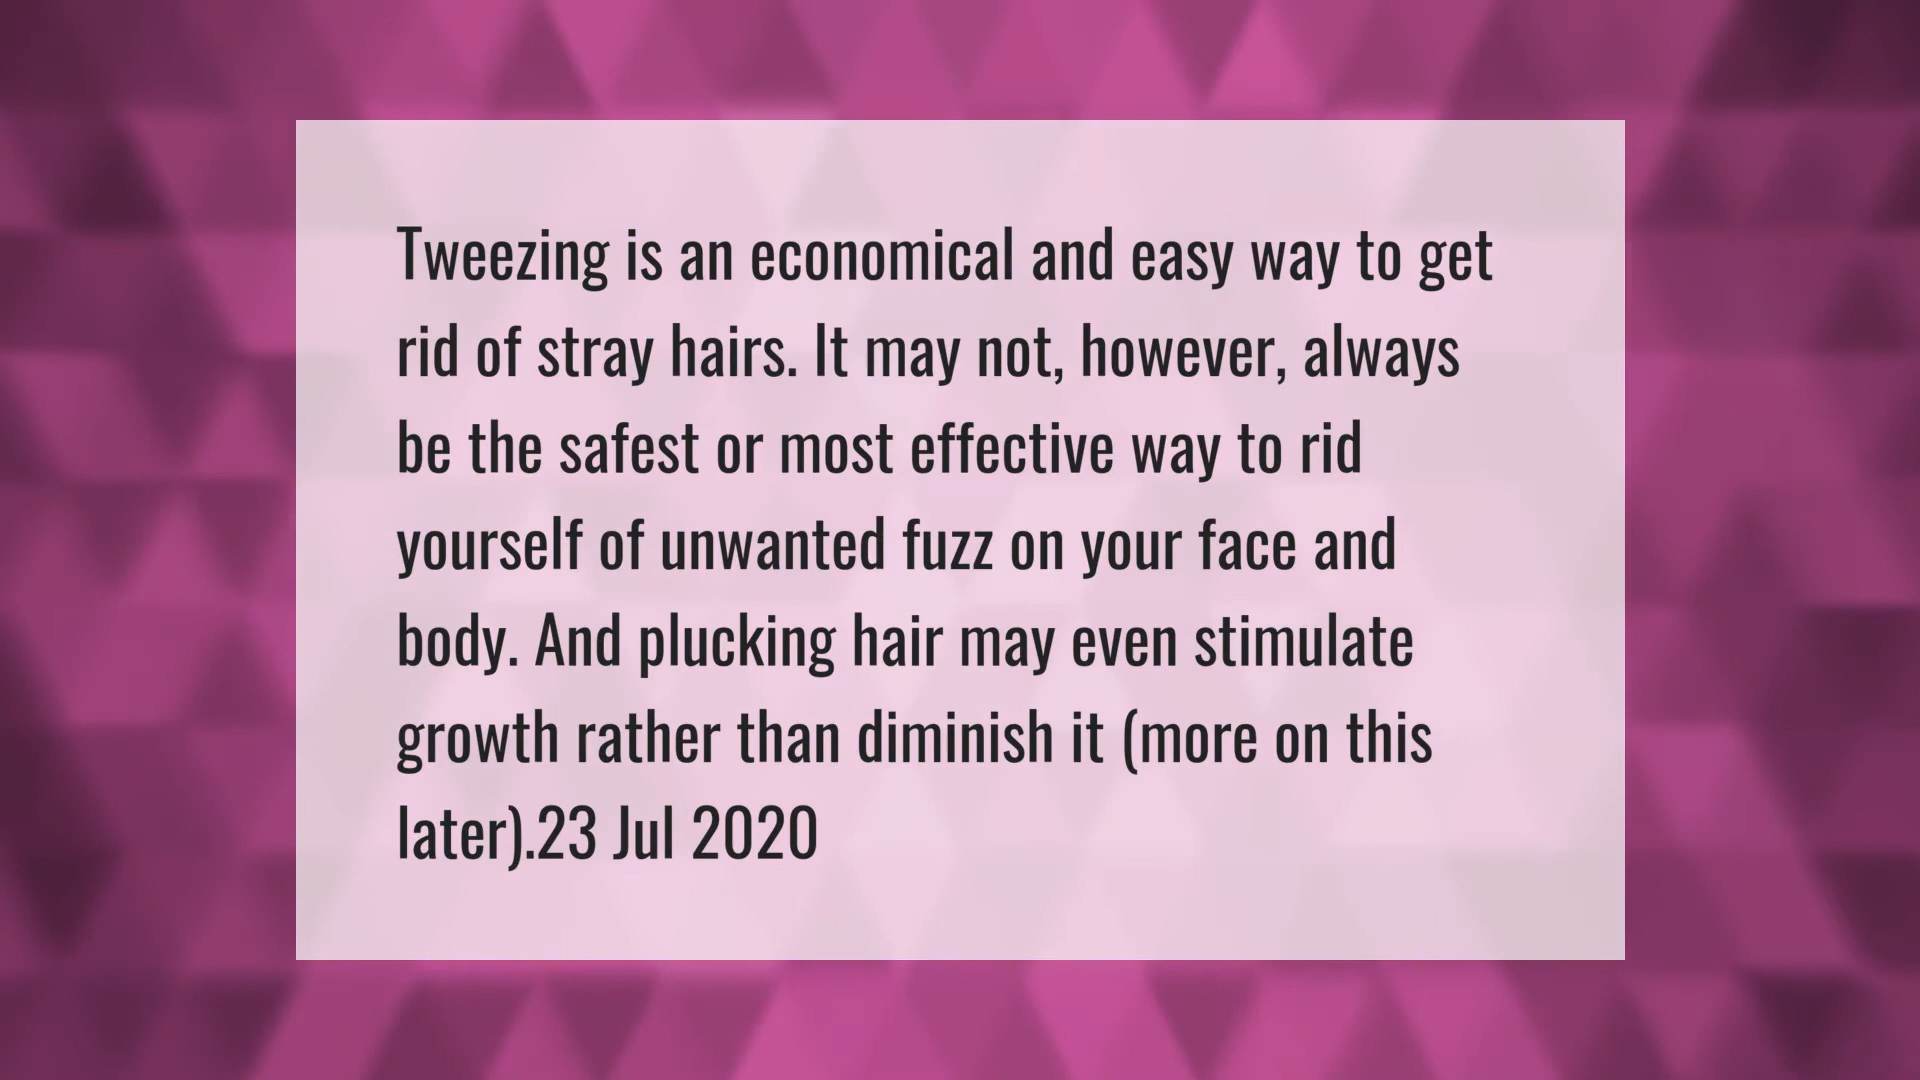 Tweezing is an economical and easy way to get
rid of stray hairs. It may not, however, always
be the safest or most effective way to rid
yourself of unwanted fuzz on your face and
body. And plucking hair may even stimulate
growth rather than diminish it (more on this
later).23 Jul 2020